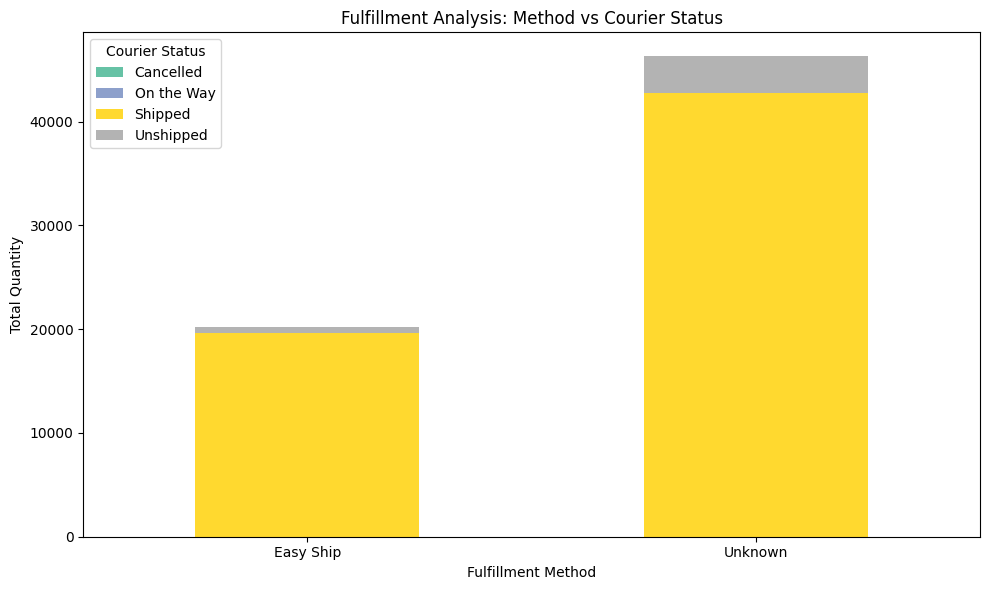 Fulfillment Analysis: Method vs Courier Status
Courier Status
Cancelled
On the Way
Shipped
Unshipped
Total Quantity
40000
30000
20000
10000
0
Easy Ship
Unknown
Fulfillment Method